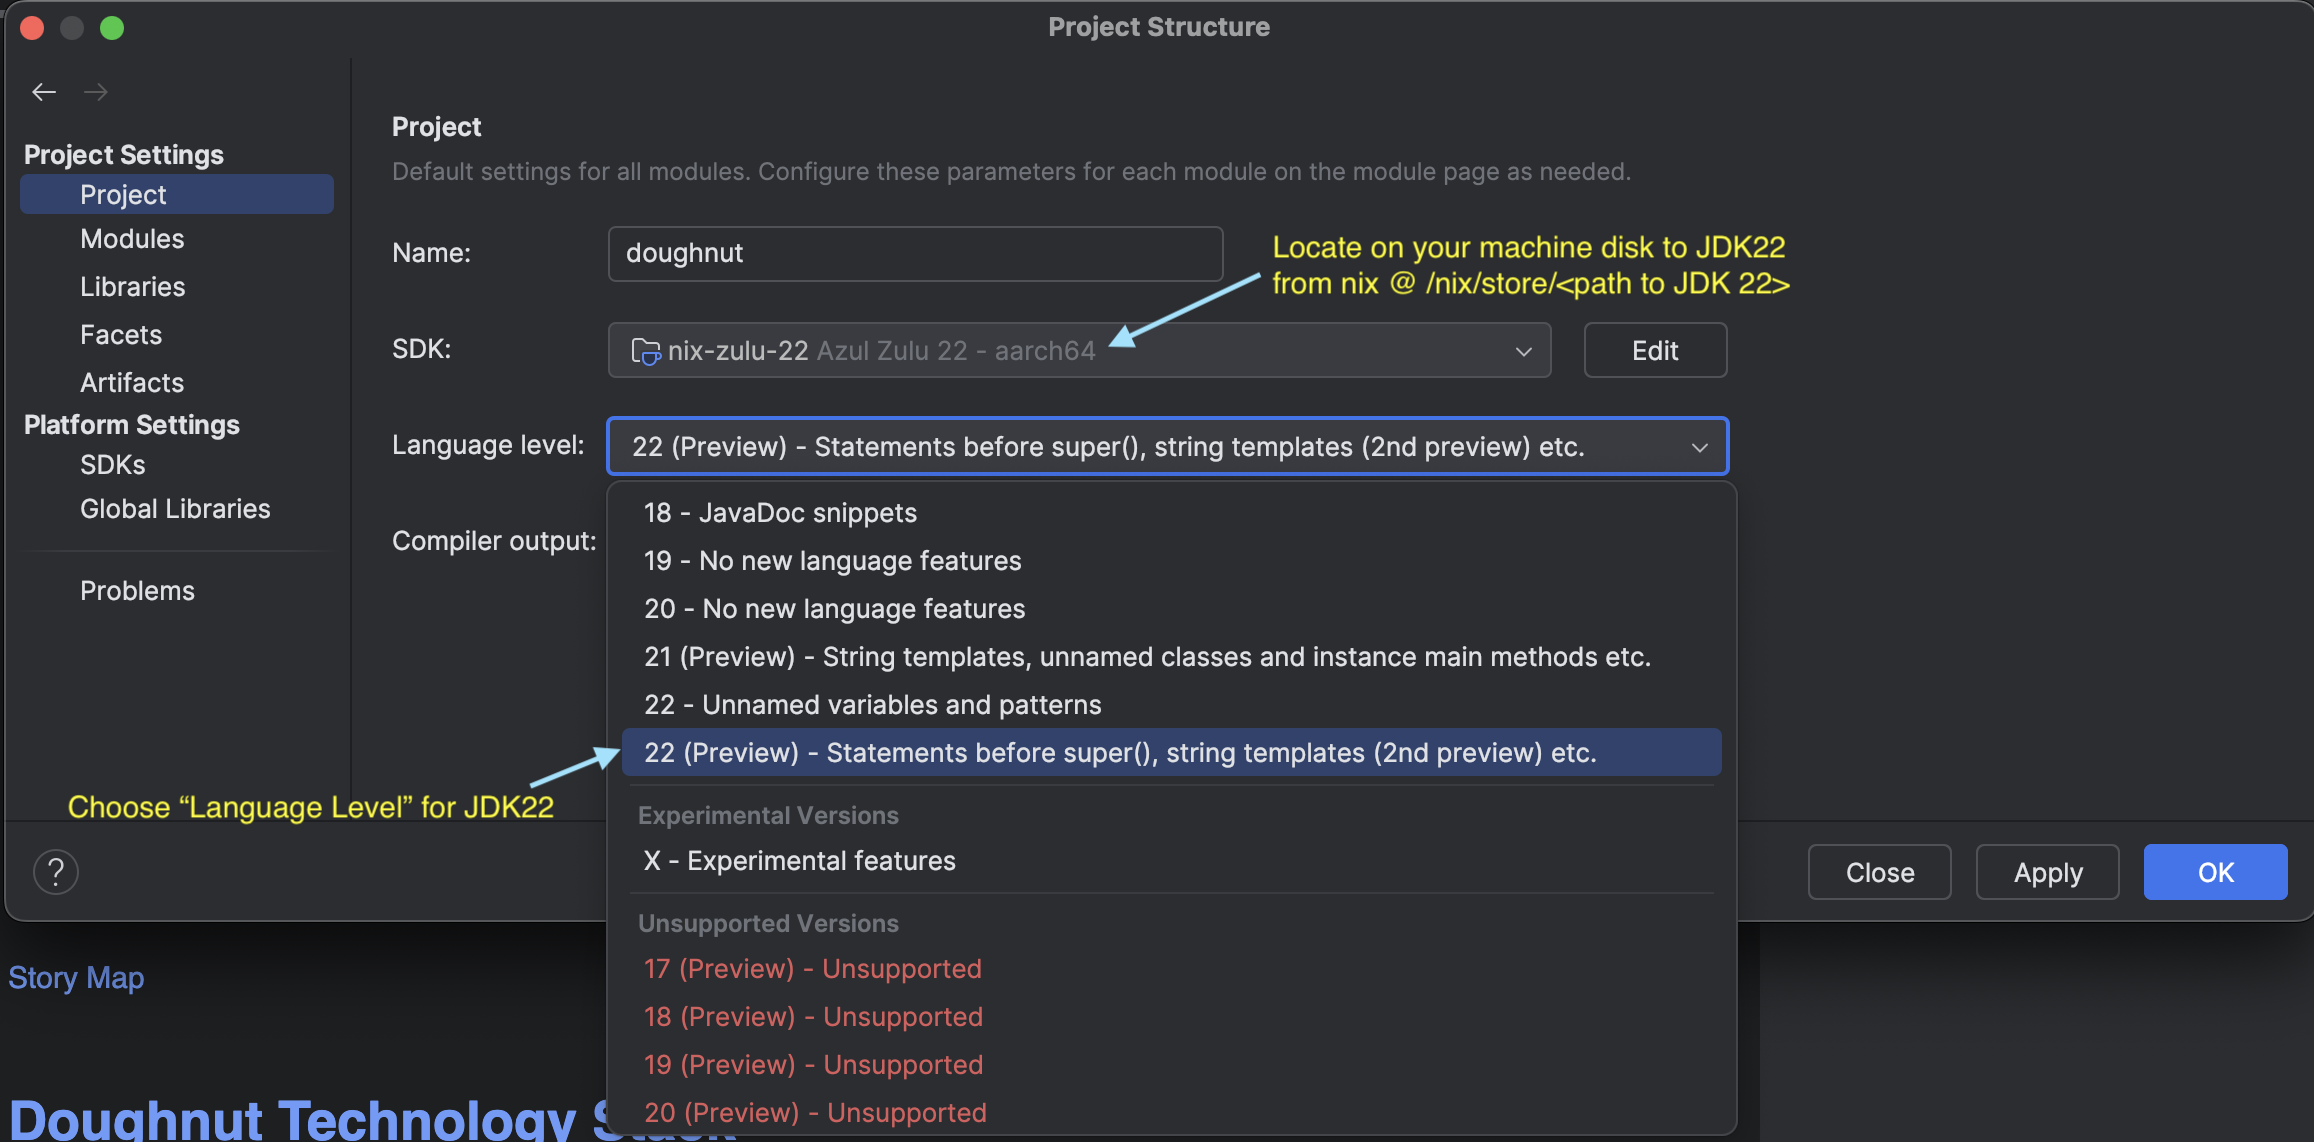 Project Structure
Project Settings
Project
Modules
Libraries
Facets
Artifacts
Platform Settings
SDKs
Global Libraries
Problems
Project
Default settings for all modules. Configure these parameters for each module on the module page as needed.
Name:
doughnut
Locate on your machine disk to JDK22
from nix @ /nix/store/<path to JDK 22>
SDK:
nix-zulu-22 Azul Zulu 22 - aarch64
Edit
Language level:
22 (Preview) - Statements before super(), string templates (2nd preview) etc.
Compiler output:
18 - JavaDoc snippets
19 - No new language features
20 - No new language features
21 (Preview) - String templates, unnamed classes and instance main methods etc.
22 - Unnamed variables and patterns
22 (Preview) - Statements before super(), string templates (2nd preview) etc.
Choose “Language Level” for JDK22
Experimental Versions
X - Experimental features
Unsupported Versions
17 (Preview) - Unsupported
18 (Preview) - Unsupported
19 (Preview) - Unsupported
20 (Preview) - Unsupported
?
Close
Apply
OK
Story Map
Doughnut Technology